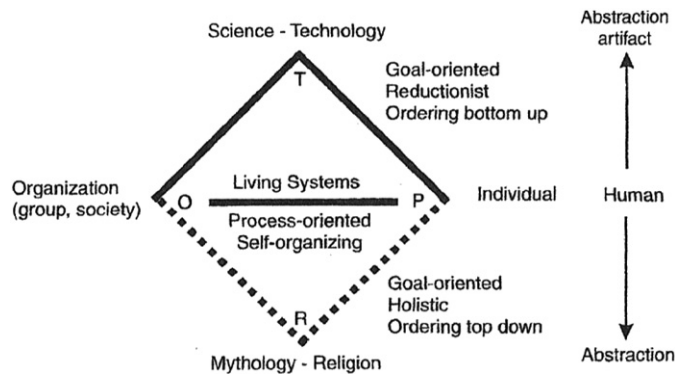 Science - Technology
Abstraction
artifact
T
Goal-oriented
Reductionist
Ordering bottom up
Organization
(group, society)
O
Living Systems
P
Individual
Human
Process-oriented
Self-organizing
Goal-oriented
Holistic
Ordering top down
R
Mythology - Religion
Abstraction